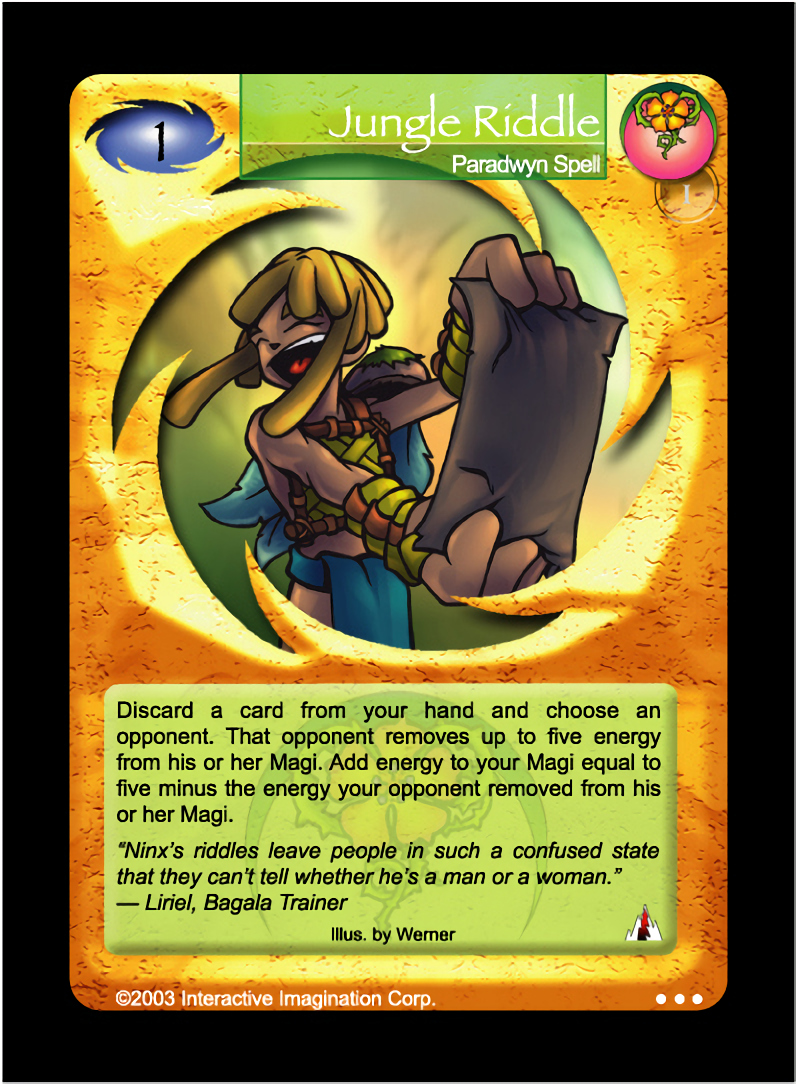 1
Jungle Riddle
Paradwyn Spell
1
Discard a card from your hand and choose an
opponent. That opponent removes up to five energy
from his or her Magi. Add energy to your Magi equal to
five minus the energy your opponent removed from his
or her Magi.
“Ninx's riddles leave people in such a confused state
that they can't tell whether he's a man or a woman.”
— Liriel, Bagala Trainer
Illus. by Werner
©2003 Interactive Imagination Corp.